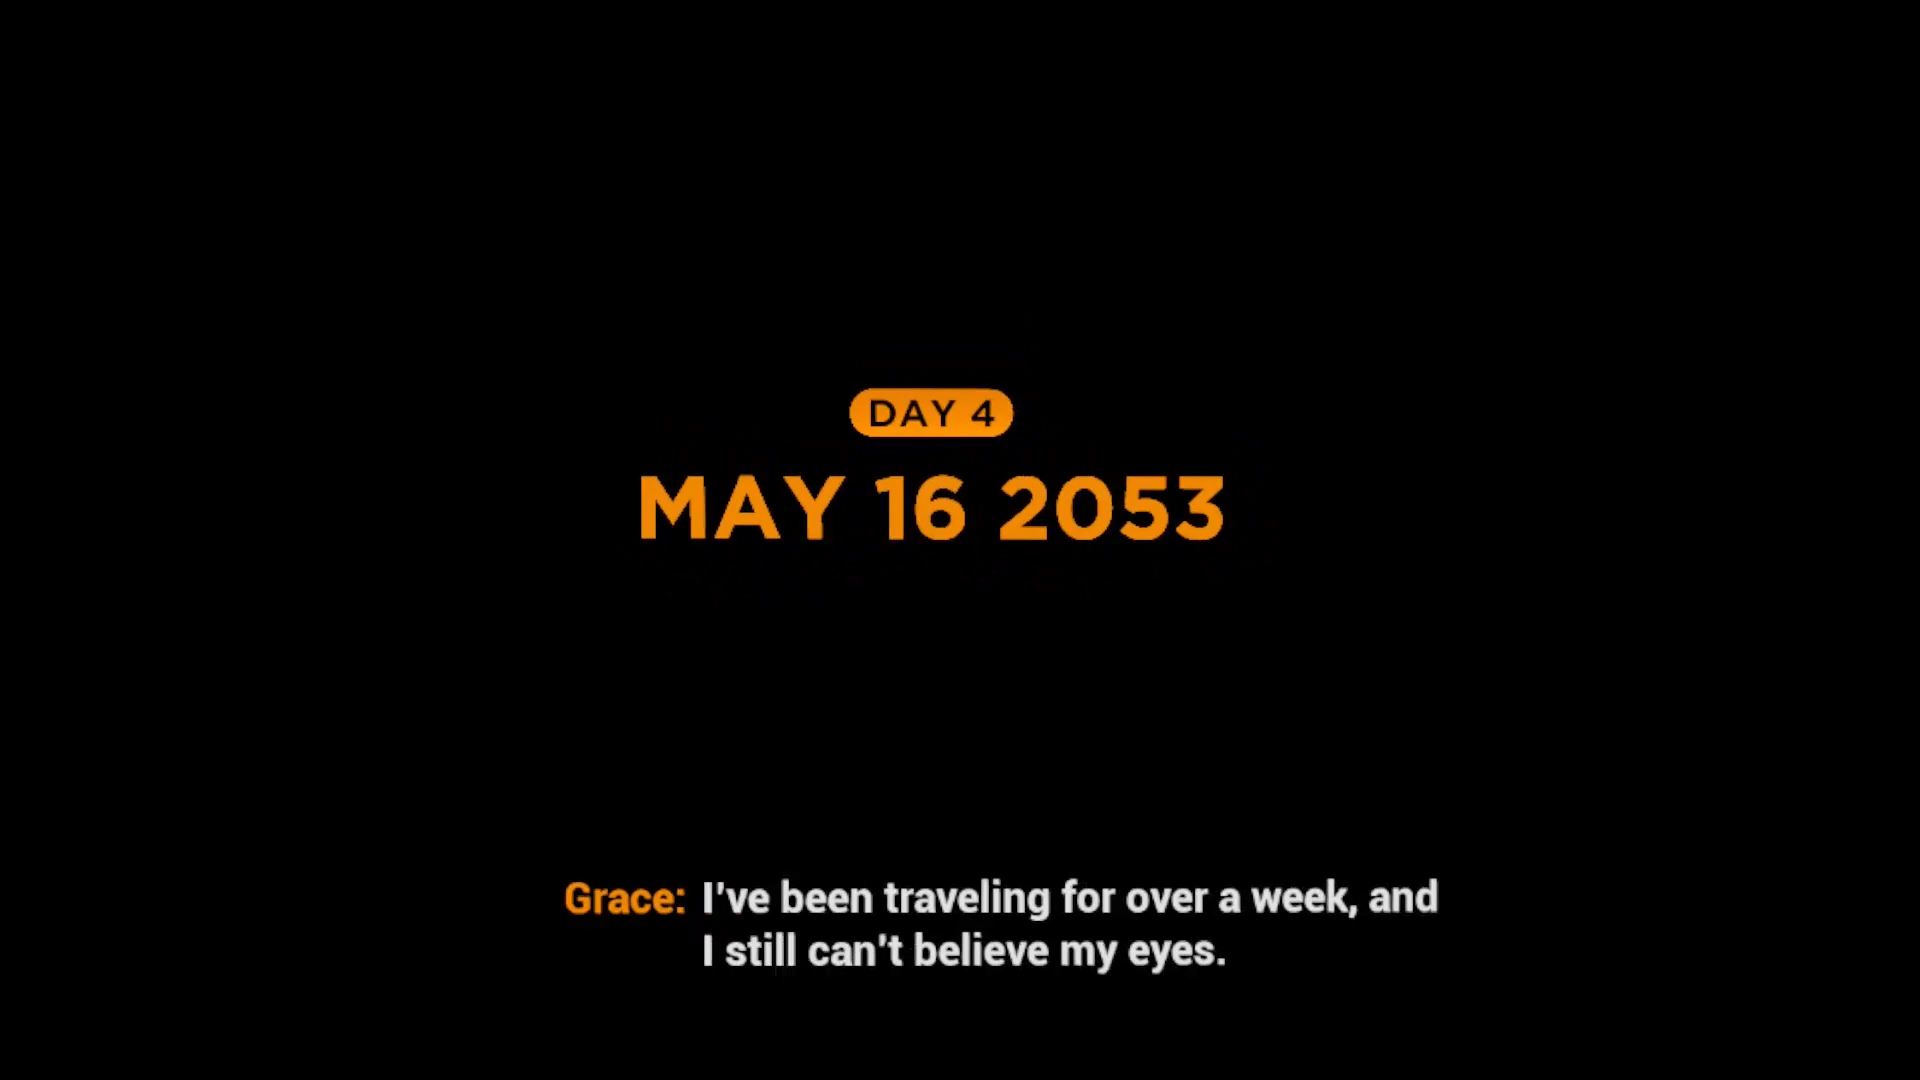 DAY 4
MAY 16 2053
Grace: I've been traveling for over a week, and
I still can't believe my eyes.